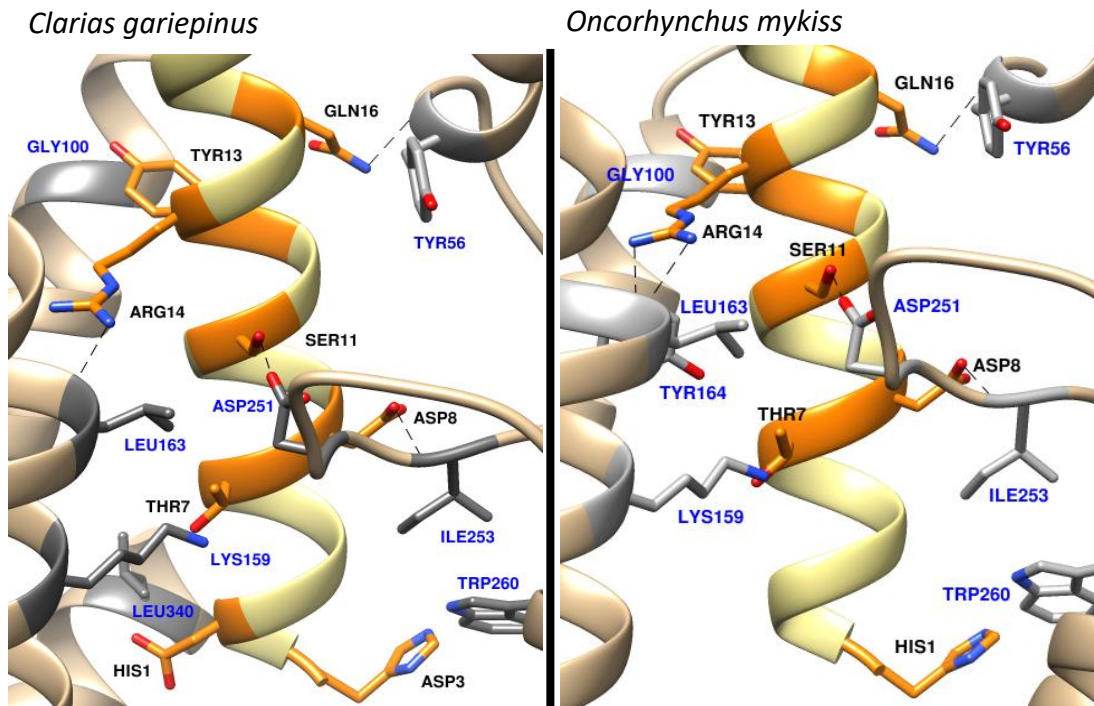 Clarias gariepinus
GLN16
TYR13
GLY100
TYR56
ARG14
SER11
ASP251
ASP8
LEU163
THR7
ILE253
LYS159
TRP260
LEU340
HIS1
ASP3
Oncorhynchus mykiss
GLN16
TYR13
TYR56
GLY100
ARG14
SER11
LEU163
ASP251
ASP8
TYR164
THR7
ILE253
LYS159
TRP260
HIS1